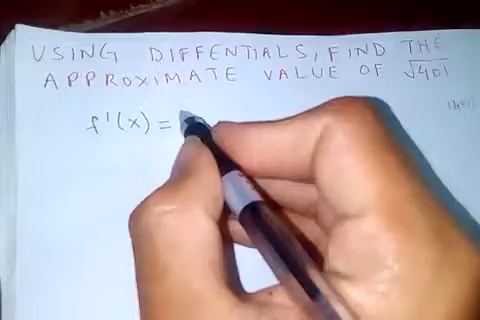 USING DIFFENTIALS, FIND THE
APPROXIMATE VALUE OF √401
f'(x) =